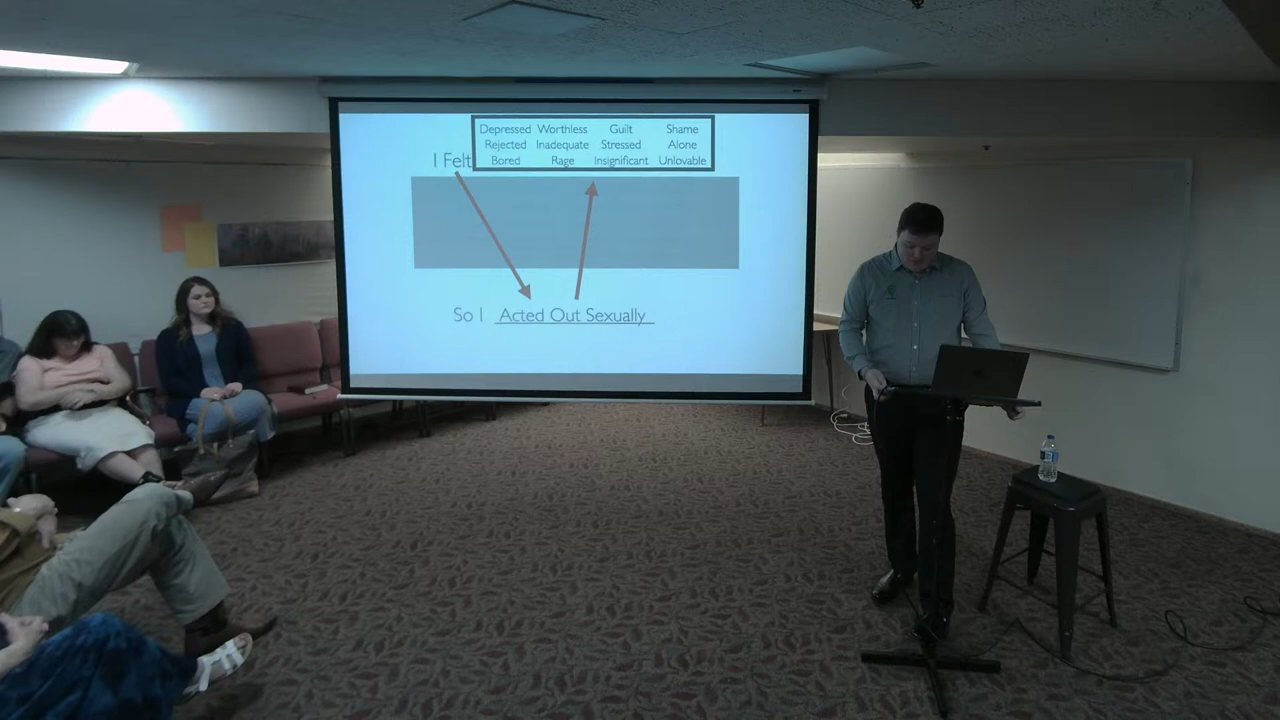 Depressed Worthless Guilt Shame
Rejected Inadequate Stressed Alone
I Felt Bored Rage Insignificant Unlovable
So I Acted Out Sexually